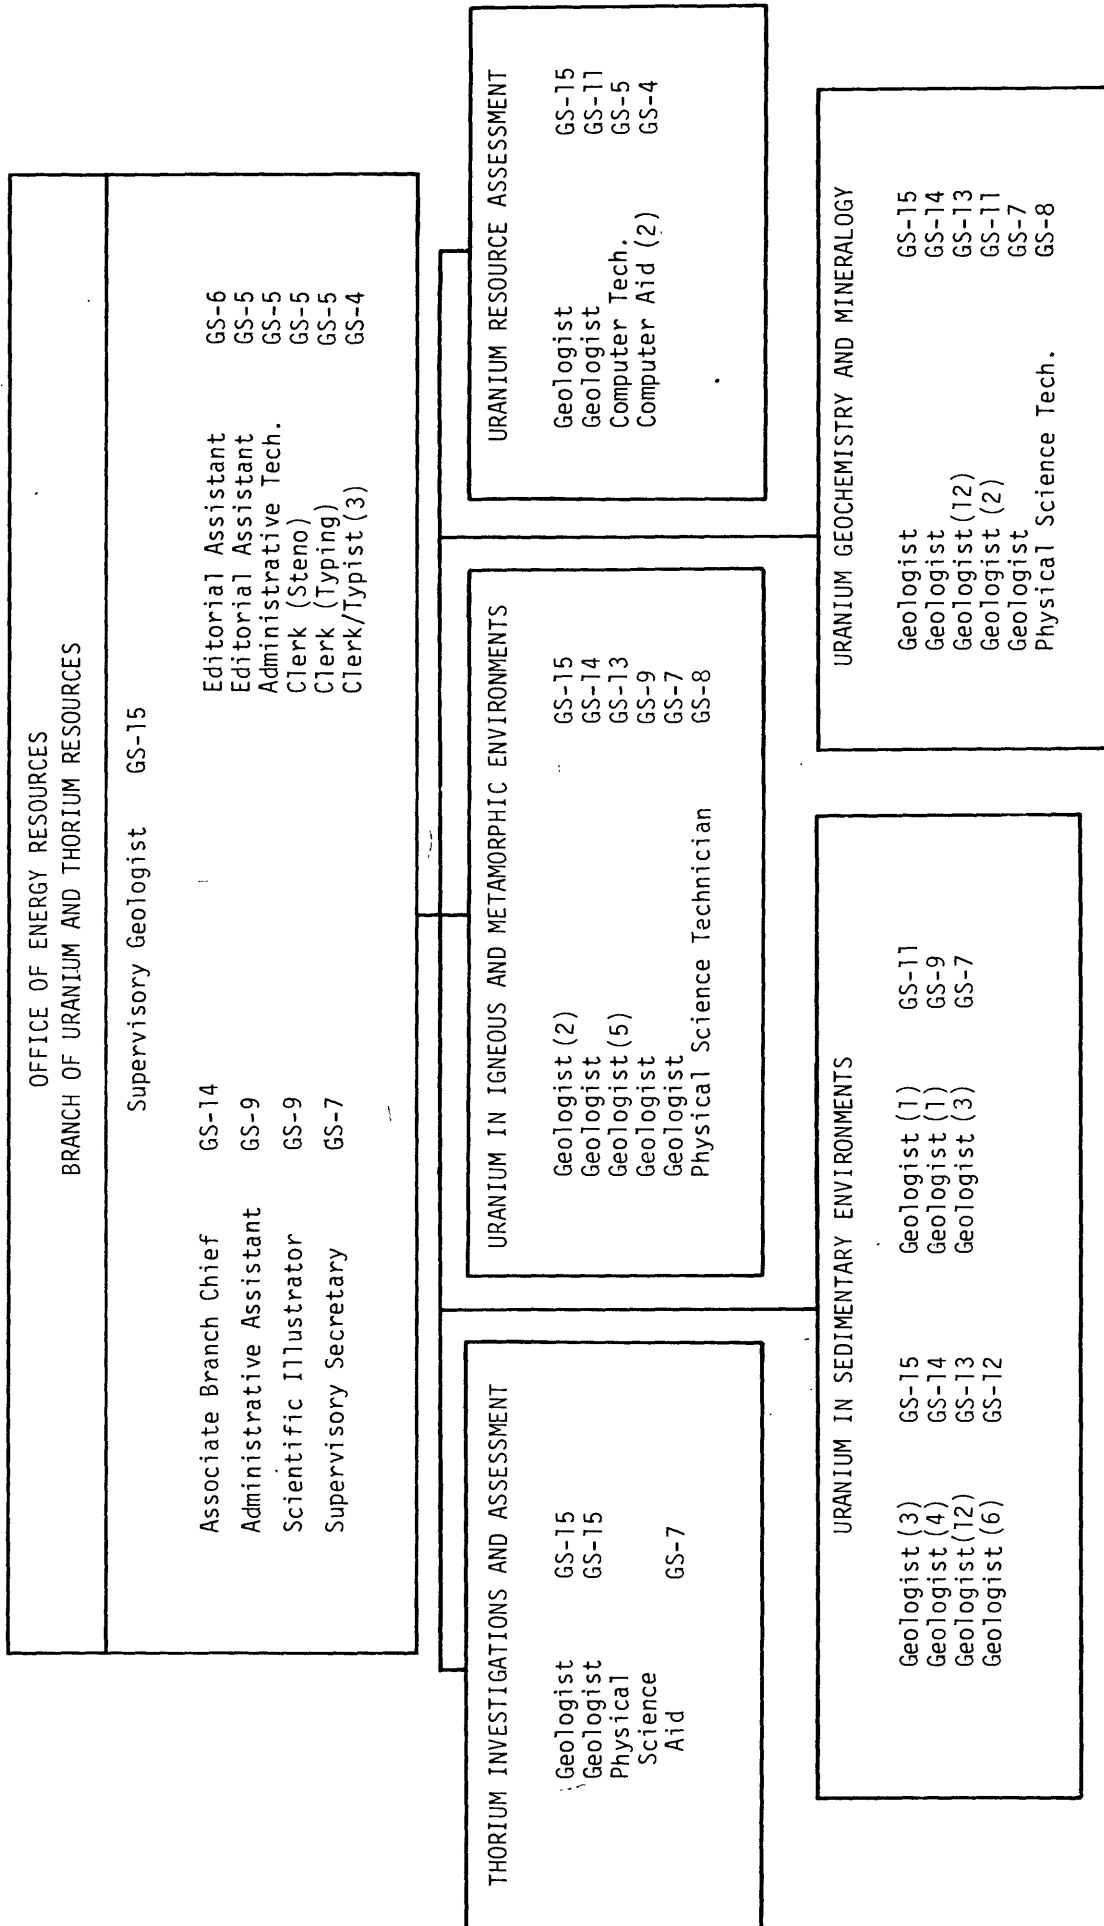 OFFICE OF ENERGY RESOURCES
BRANCH OF URANIUM AND THORIUM RESOURCES
Supervisory Geologist GS-15
Associate Branch Chief GS-14
Administrative Assistant GS-9
Scientific Illustrator GS-9
Supervisory Secretary GS-7
Editorial Assistant GS-6
Editorial Assistant GS-5
Administrative Tech. GS-5
Clerk (Steno) GS-5
Clerk (Typing) GS-5
Clerk/Typist (3) GS-4
THORIUM INVESTIGATIONS AND ASSESSMENT
Geologist GS-15
Geologist GS-15
Physical
Science
Aid GS-7
URANIUM IN IGNEOUS AND METAMORPHIC ENVIRONMENTS
Geologist (2) GS-15
Geologist GS-14
Geologist (5) GS-13
Geologist GS-9
Geologist GS-7
Physical Science Technician GS-8
URANIUM RESOURCE ASSESSMENT
Geologist GS-15
Geologist GS-11
Computer Tech. GS-5
Computer Aid (2) GS-4
URANIUM IN SEDIMENTARY ENVIRONMENTS
Geologist (3) GS-15
Geologist (4) GS-14
Geologist (12) GS-13
Geologist (6) GS-12
Geologist (1) GS-11
Geologist (1) GS-9
Geologist (3) GS-7
URANIUM GEOCHEMISTRY AND MINERALOGY
Geologist GS-15
Geologist GS-14
Geologist (12) GS-13
Geologist (2) GS-11
Geologist GS-7
Physical Science Tech. GS-8